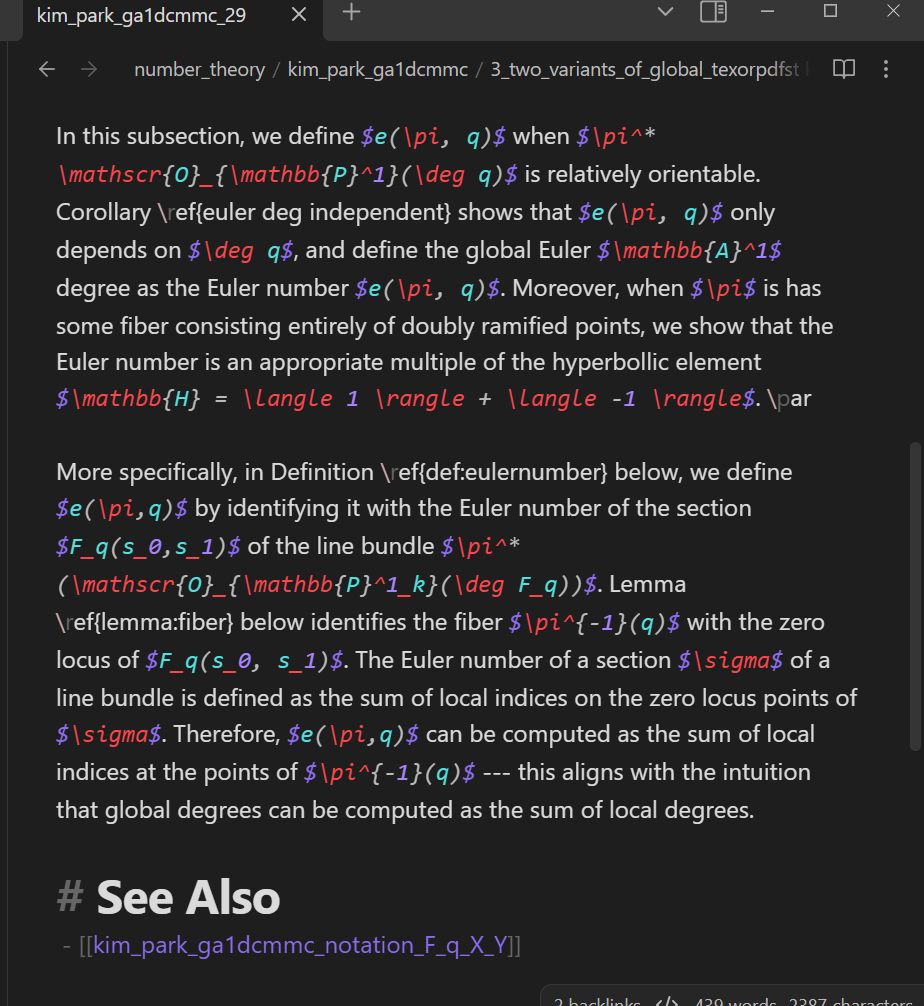 kim_park_ga1dcmmc_29
number_theory / kim_park_ga1dcmmc / 3_two_variants_of_global_texorpdfst
In this subsection, we define $e(\pi, q)$ when $\pi^*
\mathscr{O}_{\mathbb{P}^1}(\deg q)$ is relatively orientable.
Corollary \ref{euler deg independent} shows that $e(\pi, q)$ only
depends on $\deg q$, and define the global Euler $\mathbb{A}^1$
degree as the Euler number $e(\pi, q)$. Moreover, when $\pi$ is has
some fiber consisting entirely of doubly ramified points, we show that the
Euler number is an appropriate multiple of the hyperbollic element
$\mathbb{H} = \langle 1 \rangle + \langle -1 \rangle$. \par
More specifically, in Definition \ref{def:eulernumber} below, we define
$e(\pi,q)$ by identifying it with the Euler number of the section
$F_q(s_0,s_1)$ of the line bundle $\pi^*
(\mathscr{O}_{\mathbb{P}^1_k}(\deg F_q))$. Lemma
\ref{lemma:fiber} below identifies the fiber $\pi^{-1}(q)$ with the zero
locus of $F_q(s_0, s_1)$. The Euler number of a section $\sigma$ of a
line bundle is defined as the sum of local indices on the zero locus points of
$\sigma$. Therefore, $e(\pi,q)$ can be computed as the sum of local
indices at the points of $\pi^{-1}(q)$ --- this aligns with the intuition
that global degrees can be computed as the sum of local degrees.
# See Also
- [[kim_park_ga1dcmmc_notation_F_q_X_Y]]
2 backlinks </> 439 words 2387 characters